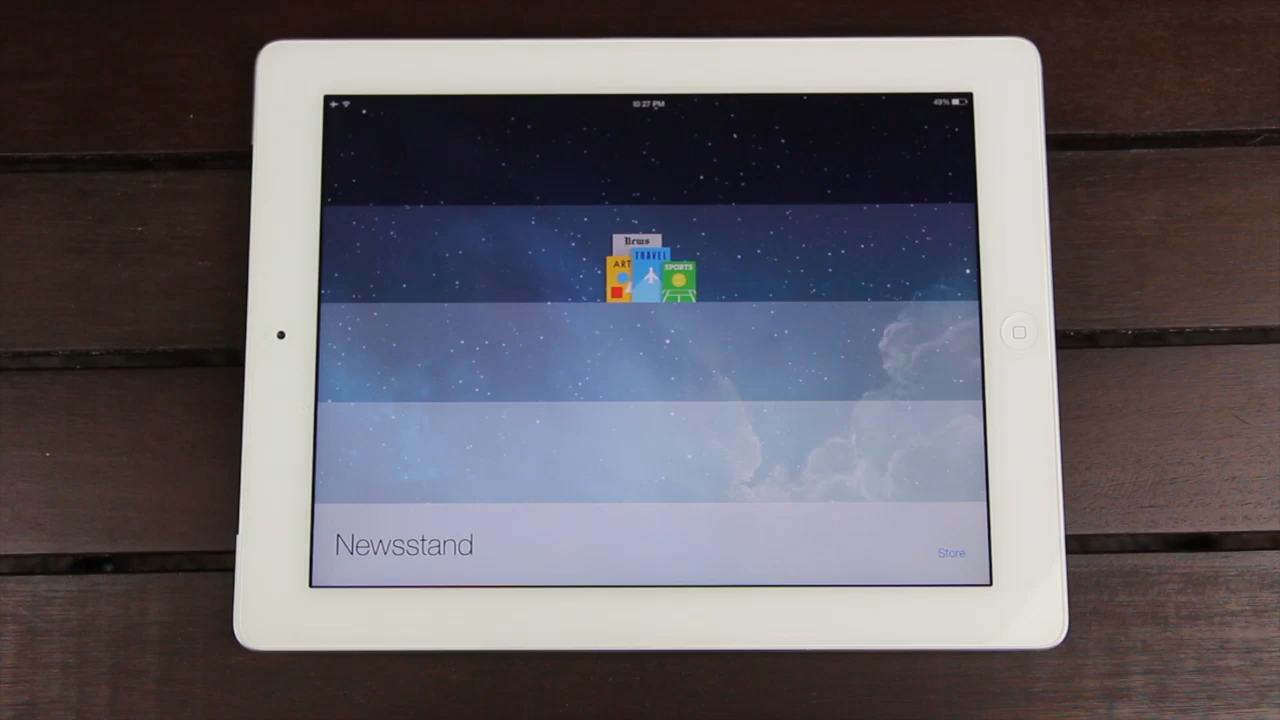 10:27 PM
49%
News
TRAVEL
ART
SPORTS
Newsstand
Store